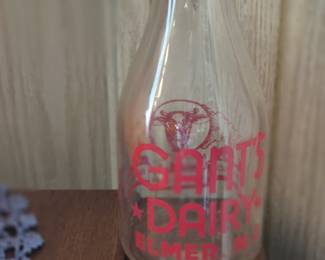 GANT'S
★ DAIRY ★
ELMER N.J.